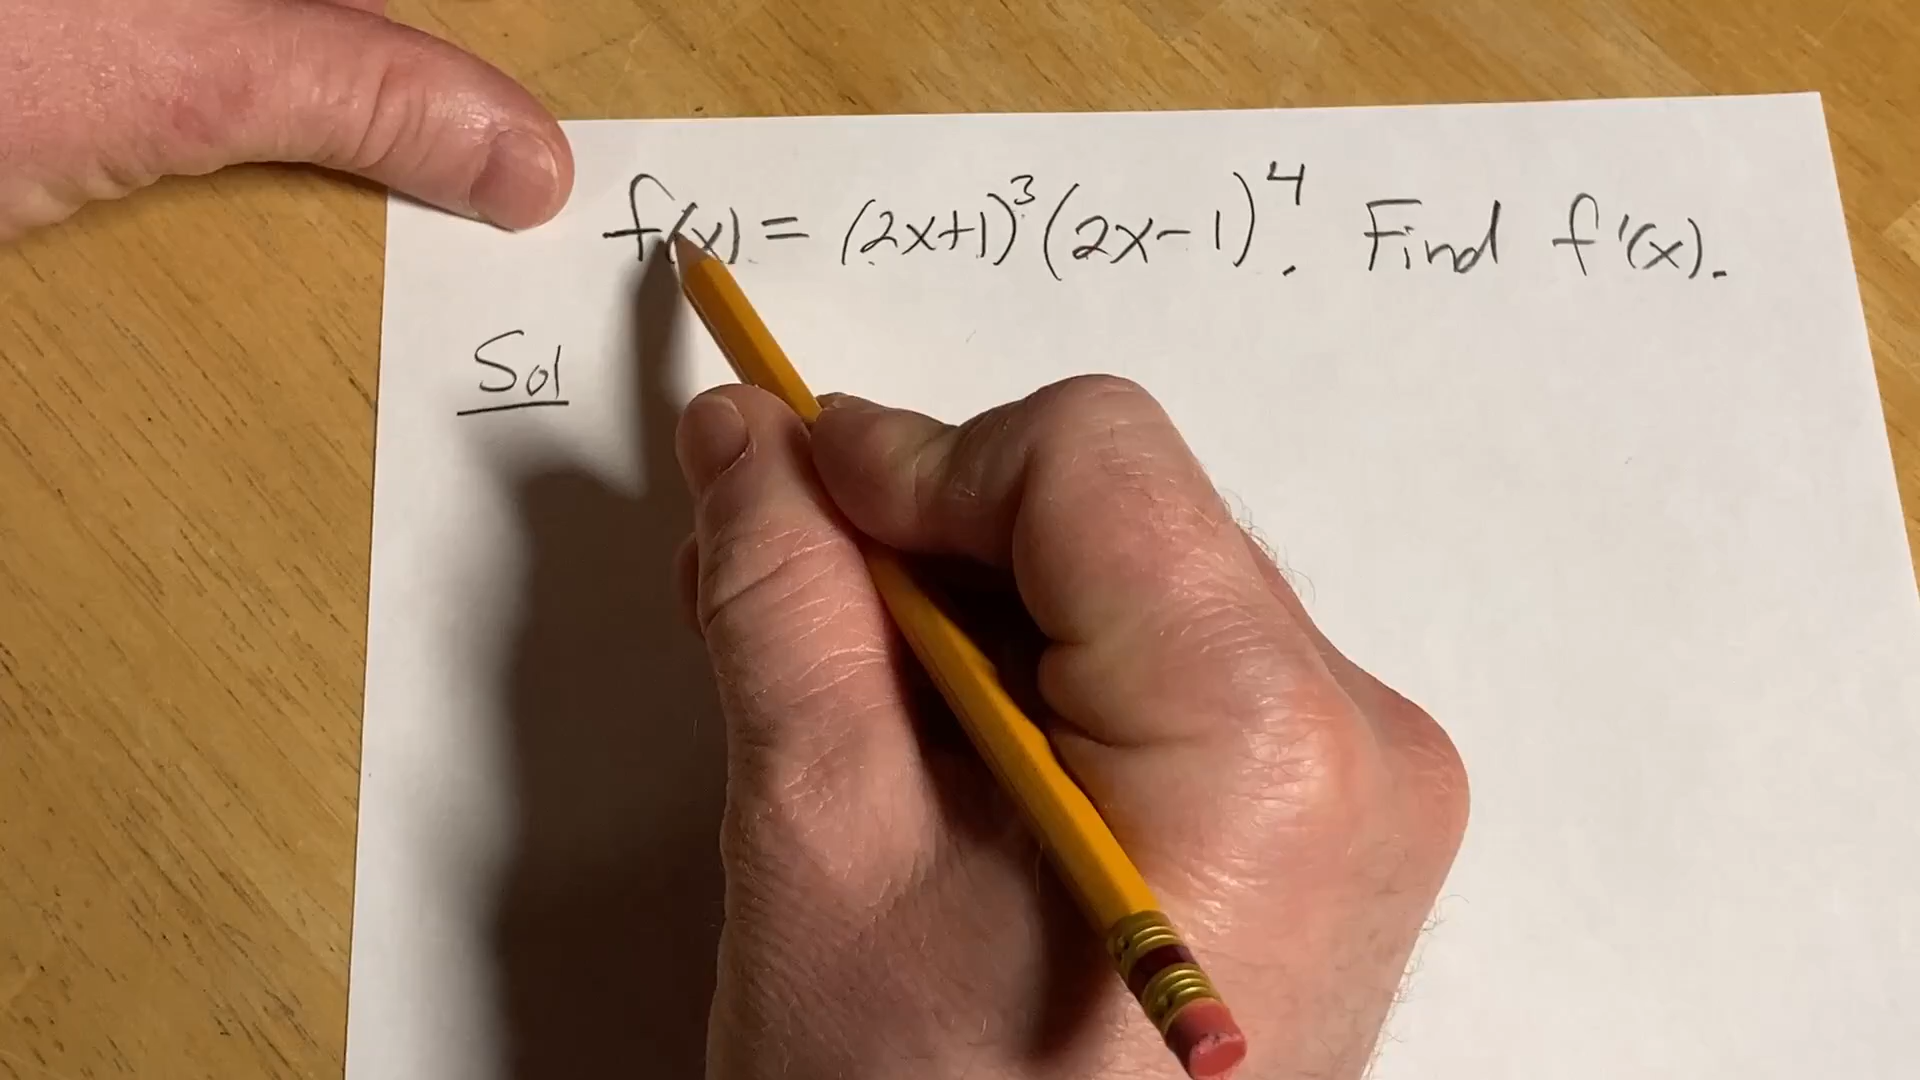 f(x) = (2x+1)³(2x-1)⁴. Find f'(x).
Sol